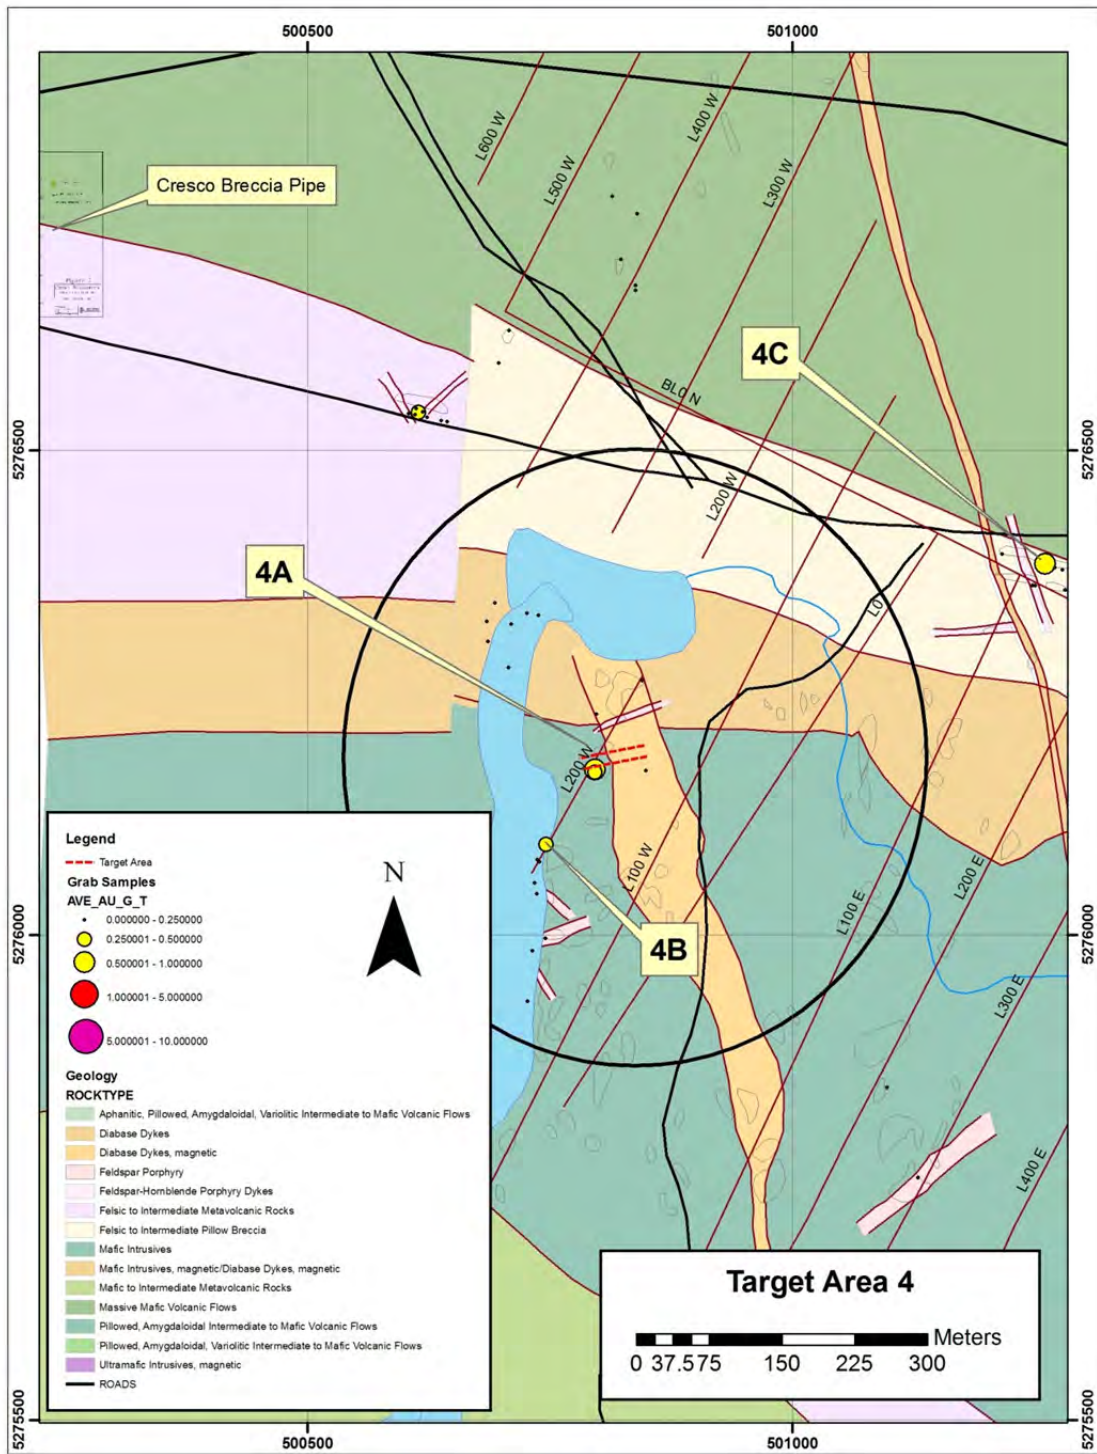 500500
501000
L600 W
L500 W
L400 W
L300 W
Cresco Breccia Pipe
4C
BL0 N
5276500
5276500
L200 W
4A
L0
L200 W
L100 W
L100 E
L200 E
Legend
Target Area
Grab Samples
AVE_AU_G_T
0.000000 - 0.250000
0.250001 - 0.500000
0.500001 - 1.000000
1.000001 - 5.000000
5.000001 - 10.000000
N
4B
5276000
L300 E
L400 E
Geology
ROCKTYPE
Aphanitic, Pillowed, Amygdaloidal, Variolitic Intermediate to Mafic Volcanic Flows
Diabase Dykes
Diabase Dykes, magnetic
Feldspar Porphyry
Feldspar-Hornblende Porphyry Dykes
Felsic to Intermediate Metavolcanic Rocks
Felsic to Intermediate Pillow Breccia
Mafic Intrusives
Mafic Intrusives, magnetic/Diabase Dykes, magnetic
Mafic to Intermediate Metavolcanic Rocks
Massive Mafic Volcanic Flows
Pillowed, Amygdaloidal Intermediate to Mafic Volcanic Flows
Pillowed, Amygdaloidal, Variolitic Intermediate to Mafic Volcanic Flows
Ultramafic Intrusives, magnetic
ROADS
Target Area 4
Meters
0 37.5 75 150 225 300
5275500
5275500
500500
501000